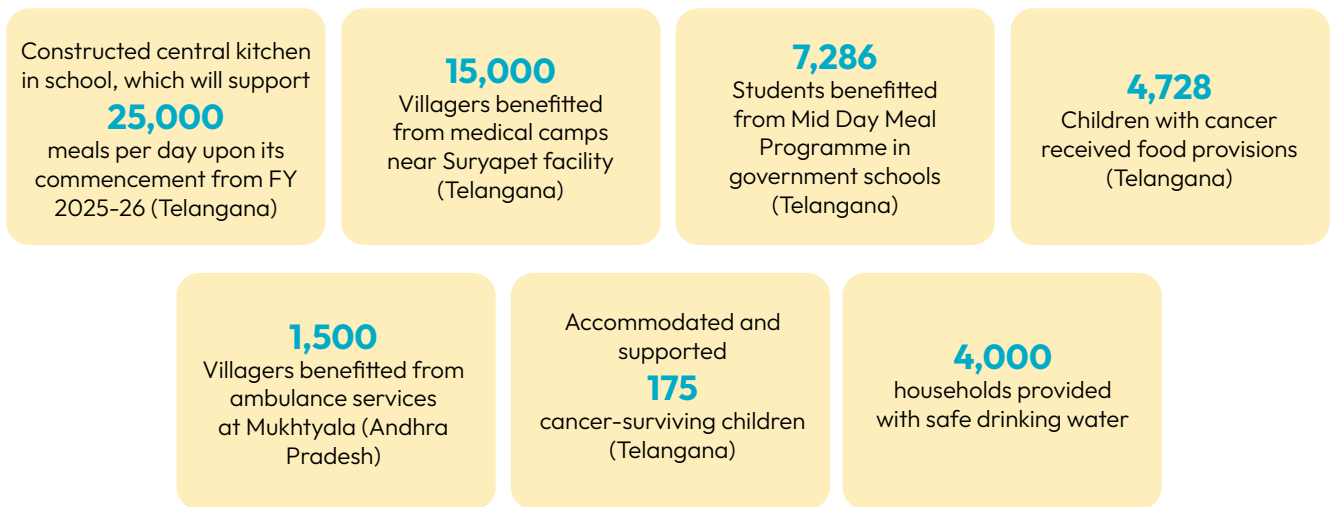 Constructed central kitchen
in school, which will support
25,000
meals per day upon its
commencement from FY
2025-26 (Telangana)
15,000
Villagers benefitted
from medical camps
near Suryapet facility
(Telangana)
7,286
Students benefitted
from Mid Day Meal
Programme in
government schools
(Telangana)
4,728
Children with cancer
received food provisions
(Telangana)
1,500
Villagers benefitted from
ambulance services
at Mukhtyala (Andhra
Pradesh)
Accommodated and
supported
175
cancer-surviving children
(Telangana)
4,000
households provided
with safe drinking water